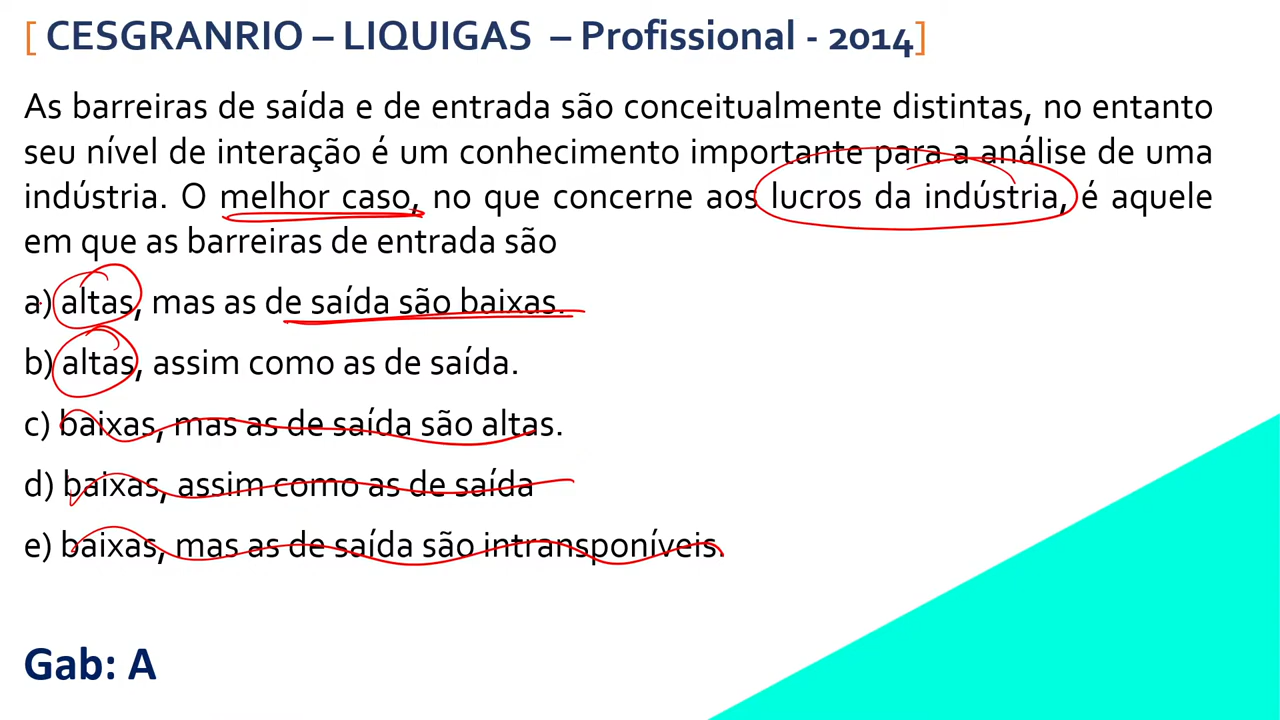 [ CESGRANRIO – LIQUIGAS – Profissional - 2014]
As barreiras de saída e de entrada são conceitualmente distintas, no entanto
seu nível de interação é um conhecimento importante para a análise de uma
indústria. O melhor caso, no que concerne aos lucros da indústria, é aquele
em que as barreiras de entrada são
a) altas, mas as de saída são baixas.
b) altas, assim como as de saída.
c) baixas, mas as de saída são altas.
d) baixas, assim como as de saída
e) baixas, mas as de saída são intransponíveis.
Gab: A